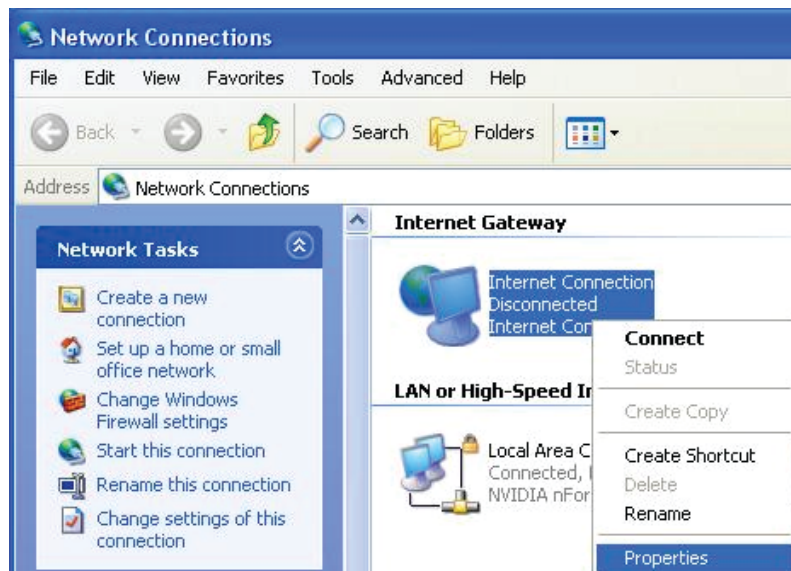 Network Connections
File Edit View Favorites Tools Advanced Help
Back Search Folders
Address Network Connections
Network Tasks
Create a new
connection
Set up a home or small
office network
Change Windows
Firewall settings
Start this connection
Rename this connection
Change settings of this
connection
Internet Gateway
Internet Connection
Disconnected
Internet
LAN or High-Speed
Local Area
Connected,
NVIDIA
Connect
Status
Create Copy
Create Shortcut
Delete
Rename
Properties